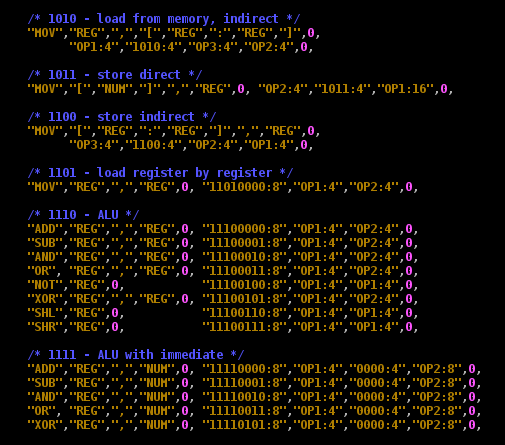 /* 1010 - load from memory, indirect */
"MOV","REG",",","[","REG",":","REG","]",0,
"OP1:4","1010:4","OP3:4","OP2:4",0,
/* 1011 - store direct */
"MOV","[","NUM","]",",","REG",0, "OP2:4","1011:4","OP1:16",0,
/* 1100 - store indirect */
"MOV","[","REG",":","REG","]",",","REG",0,
"OP3:4","1100:4","OP2:4","OP1:4",0,
/* 1101 - load register by register */
"MOV","REG",",","REG",0, "11010000:8","OP1:4","OP2:4",0,
/* 1110 - ALU */
"ADD","REG",",","REG",0, "11100000:8","OP1:4","OP2:4",0,
"SUB","REG",",","REG",0, "11100001:8","OP1:4","OP2:4",0,
"AND","REG",",","REG",0, "11100010:8","OP1:4","OP2:4",0,
"OR", "REG",",","REG",0, "11100011:8","OP1:4","OP2:4",0,
"NOT","REG",0, "11100100:8","OP1:4","OP1:4",0,
"XOR","REG",",","REG",0, "11100101:8","OP1:4","OP2:4",0,
"SHL","REG",0, "11100110:8","OP1:4","OP1:4",0,
"SHR","REG",0, "11100111:8","OP1:4","OP1:4",0,
/* 1111 - ALU with immediate */
"ADD","REG",",","NUM",0, "11110000:8","OP1:4","0000:4","OP2:8",0,
"SUB","REG",",","NUM",0, "11110001:8","OP1:4","0000:4","OP2:8",0,
"AND","REG",",","NUM",0, "11110010:8","OP1:4","0000:4","OP2:8",0,
"OR", "REG",",","NUM",0, "11110011:8","OP1:4","0000:4","OP2:8",0,
"XOR","REG",",","NUM",0, "11110101:8","OP1:4","0000:4","OP2:8",0,